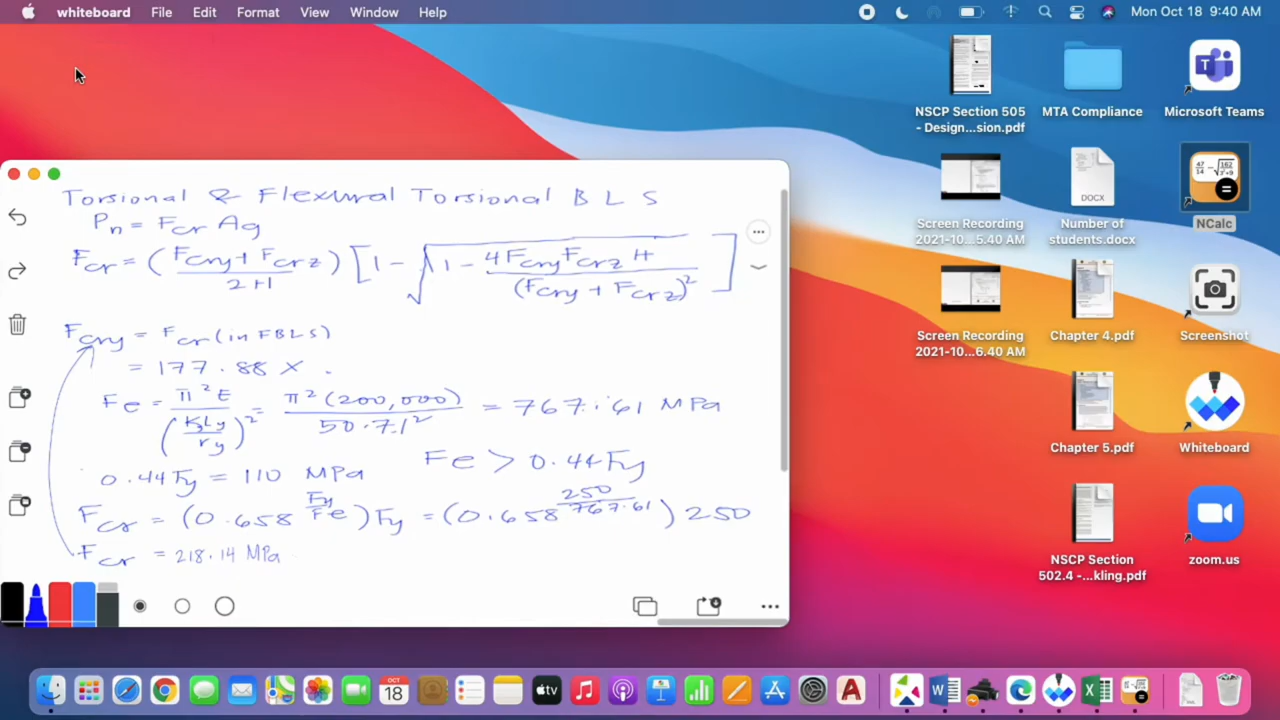 whiteboard File Edit Format View Window Help Mon Oct 18 9:40 AM
NSCP Section 505 - Design...sion.pdf
MTA Compliance
Microsoft Teams
Screen Recording 2021-10...5.40 AM
DOCX
Number of students.docx
NCalc
Screen Recording 2021-10...6.40 AM
Chapter 4.pdf
Screenshot
Chapter 5.pdf
Whiteboard
NSCP Section 502.4 -...kling.pdf
zoom.us
Torsional & Flexural Torsional B L S
Pn = Fcr Ag
Fcr = (Fcry + Fcrz / 2H) [1 - √(1 - 4FcryFcrz H / (Fcry + Fcrz)²)]
Fcry = Fcr (in FBLS)
= 177.88 X .
Fe = π²E / (KLy/ry)² = π²(200,000) / 50.71² = 767.61 MPa
0.44Fy = 110 MPa Fe > 0.44Fy
Fcr = (0.658^(Fy/Fe)) Fy = (0.658^(250/767.61)) 250
Fcr = 218.14 MPa
OCT
18
tv